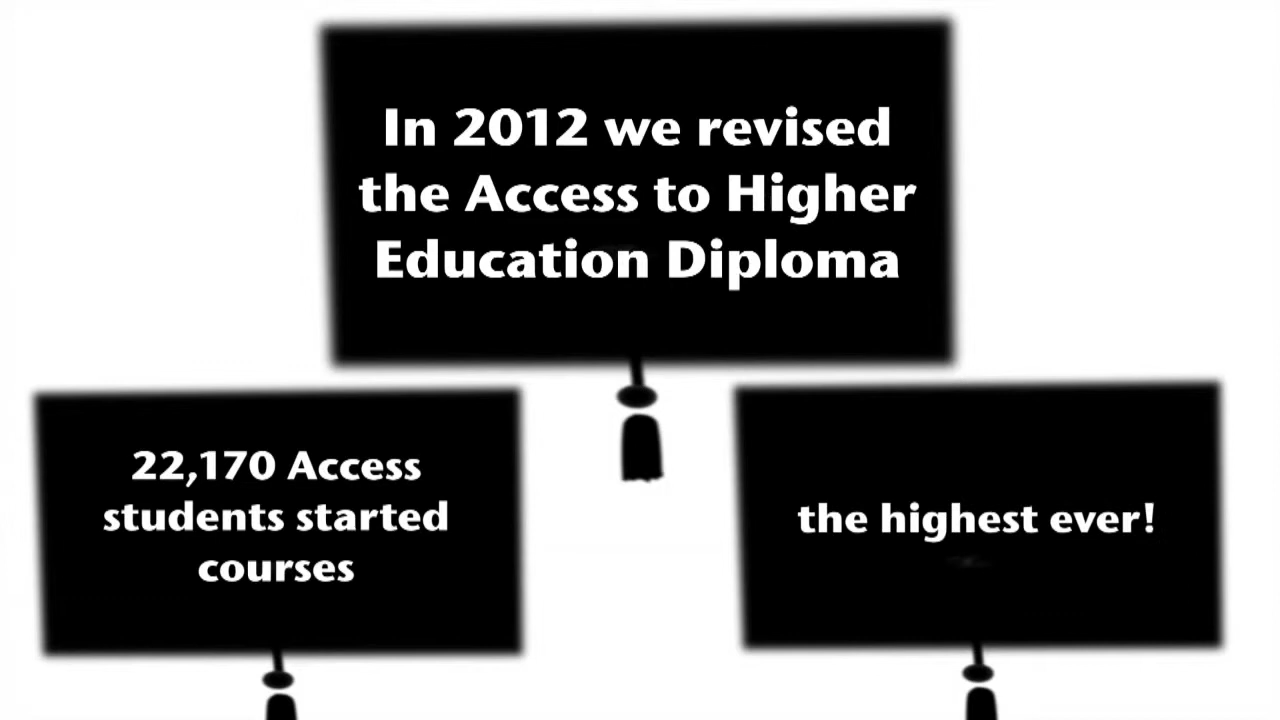 In 2012 we revised
the Access to Higher
Education Diploma
22,170 Access
students started
courses
the highest ever!